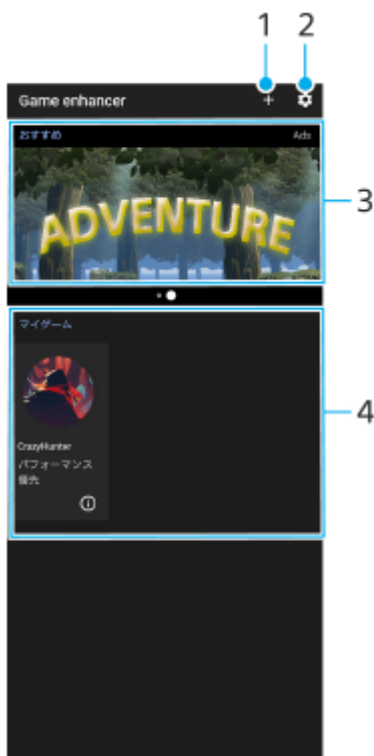 1 2
Game enhancer +
おすすめ Ads
ADVENTURE
3
マイゲーム
CrazyHunter
パフォーマンス
優先
4